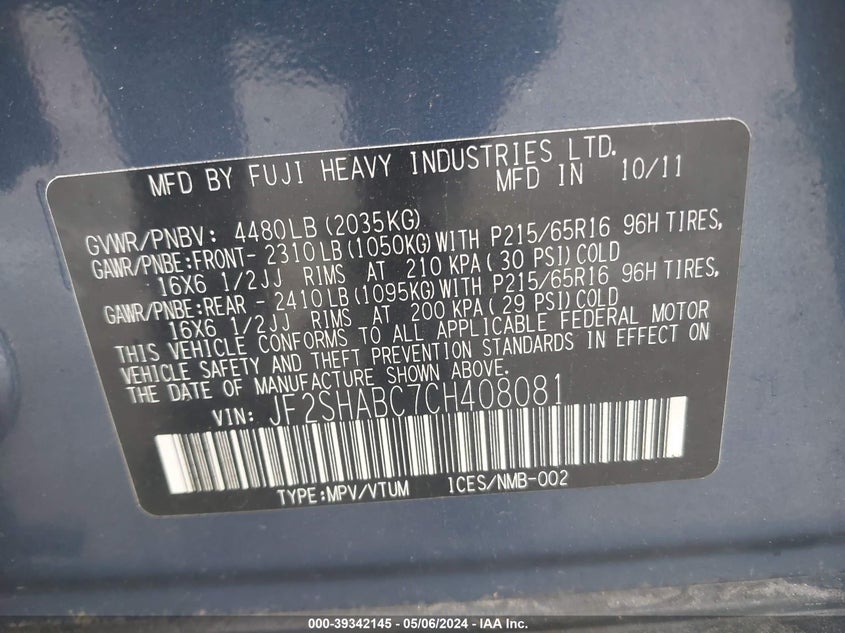 MFD BY FUJI HEAVY INDUSTRIES LTD.
MFD IN 10/11
GVWR/PNBV: 4480LB(2035KG)
GAWR/PNBE:FRONT- 2310LB(1050KG)WITH P215/65R16 96H TIRES,
16X6 1/2JJ RIMS AT 210 KPA(30 PSI)COLD
GAWR/PNBE:REAR - 2410LB(1095KG)WITH P215/65R16 96H TIRES,
16X6 1/2JJ RIMS AT 200 KPA(29 PSI)COLD
THIS VEHICLE CONFORMS TO ALL APPLICABLE FEDERAL MOTOR
VEHICLE SAFETY AND THEFT PREVENTION STANDARDS IN EFFECT ON
THE DATE OF MANUFACTURE SHOWN ABOVE.
VIN: JF2SHABC7CH408081
TYPE:MPV/VTUM 1CES/NMB-002
000-39342145 - 05/06/2024 - IAA Inc.